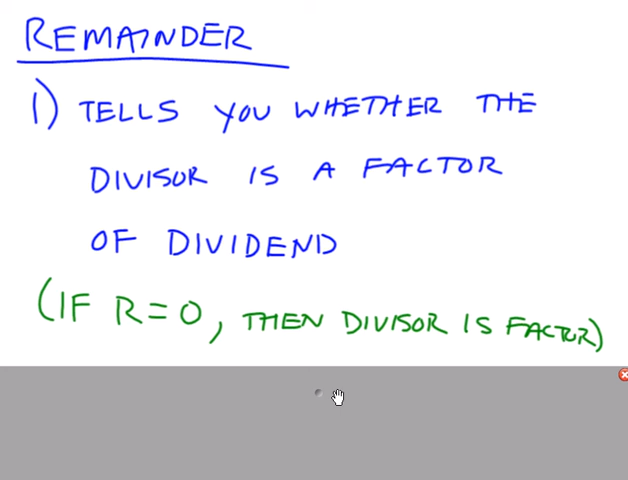 REMAINDER
1) TELLS YOU WHETHER THE
DIVISOR IS A FACTOR
OF DIVIDEND
(IF R=0, THEN DIVISOR IS FACTOR)